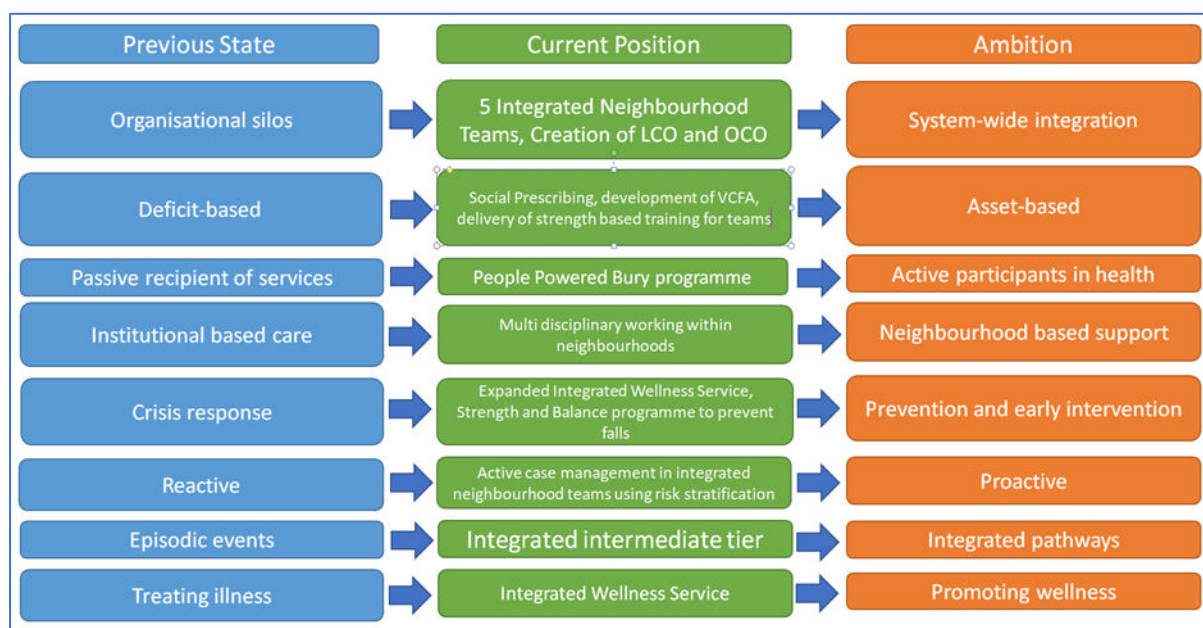 Previous State
Current Position
Ambition
Organisational silos
5 Integrated Neighbourhood
Teams, Creation of LCO and OCO
System-wide integration
Deficit-based
Social Prescribing, development of VCFA,
delivery of strength based training for teams
Asset-based
Passive recipient of services
People Powered Bury programme
Active participants in health
Institutional based care
Multi disciplinary working within
neighbourhoods
Neighbourhood based support
Crisis response
Expanded Integrated Wellness Service,
Strength and Balance programme to prevent
falls
Prevention and early intervention
Reactive
Active case management in integrated
neighbourhood teams using risk stratification
Proactive
Episodic events
Integrated intermediate tier
Integrated pathways
Treating illness
Integrated Wellness Service
Promoting wellness